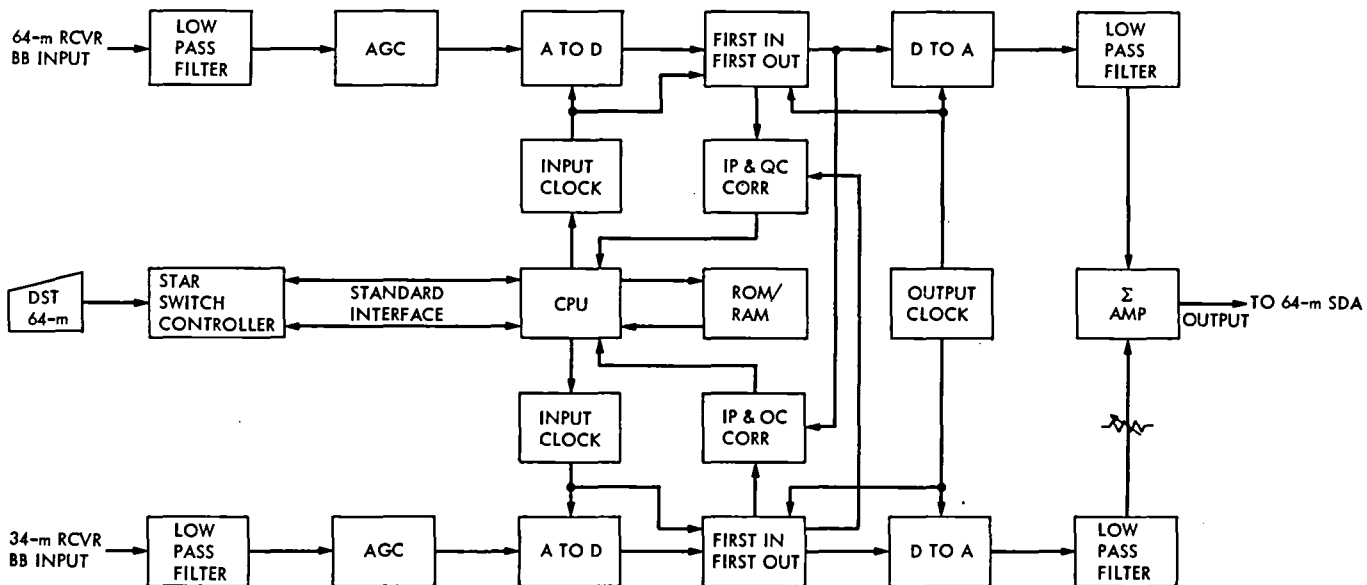 64-m RCVR
BB INPUT
LOW
PASS
FILTER
AGC
A TO D
FIRST IN
FIRST OUT
D TO A
LOW
PASS
FILTER
INPUT
CLOCK
IP & QC
CORR
DST
64-m
STAR
SWITCH
CONTROLLER
STANDARD
INTERFACE
CPU
ROM/
RAM
OUTPUT
CLOCK
Σ
AMP
OUTPUT
TO 64-m SDA
INPUT
CLOCK
IP & OC
CORR
34-m RCVR
BB INPUT
LOW
PASS
FILTER
AGC
A TO D
FIRST IN
FIRST OUT
D TO A
LOW
PASS
FILTER